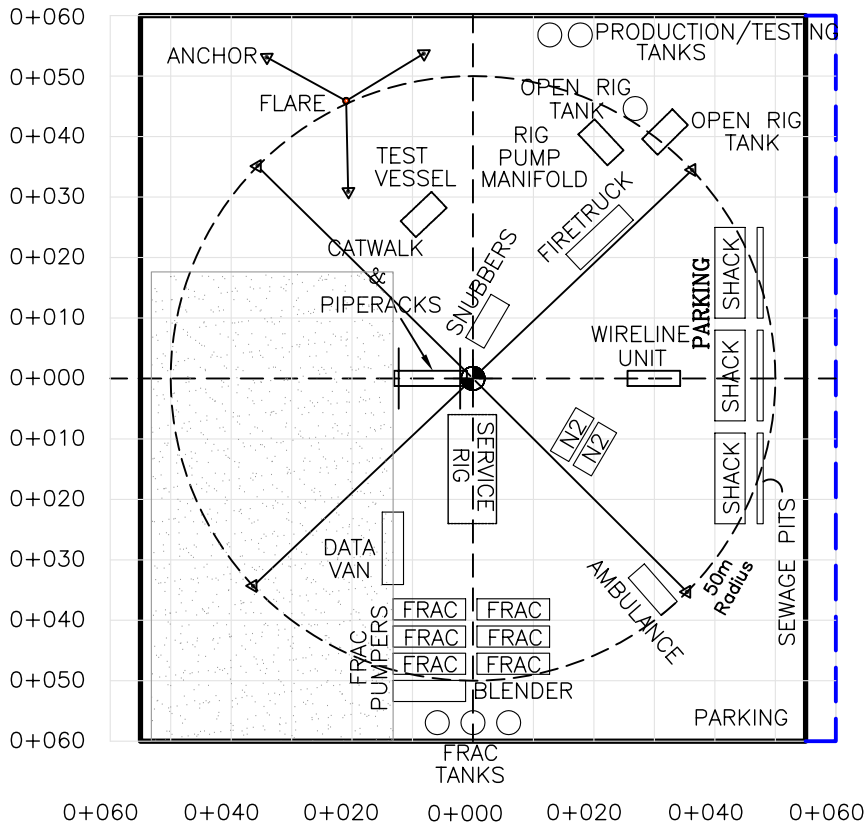 0+060
PRODUCTION/TESTING
TANKS
ANCHOR
0+050
FLARE
OPEN RIG
TANK
OPEN RIG
TANK
0+040
RIG
PUMP
MANIFOLD
TEST
VESSEL
0+030
FIRETRUCK
CATWALK
&
PIPERACKS
SNUBBERS
0+020
SHACK
PARKING
0+010
WIRELINE
UNIT
0+000
SHACK
0+010
N2
N2
SERVICE
RIG
SHACK
0+020
SEWAGE PITS
DATA
VAN
0+030
AMBULANCE
50m
Radius
0+040
FRAC
PUMPERS
FRAC FRAC
FRAC FRAC
FRAC FRAC
0+050
BLENDER
PARKING
0+060
FRAC
TANKS
0+060 0+040 0+020 0+000 0+020 0+040 0+060